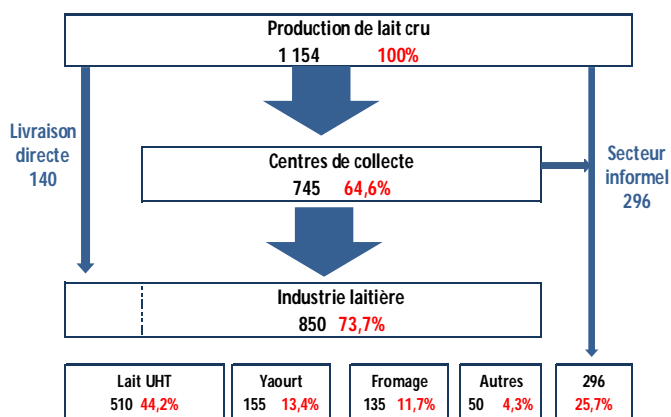 Production de lait cru
1 154 100%
Livraison
directe
140
Centres de collecte
745 64,6%
Secteur
informel
296
Industrie laitière
850 73,7%
Lait UHT
510 44,2%
Yaourt
155 13,4%
Fromage
135 11,7%
Autres
50 4,3%
296
25,7%